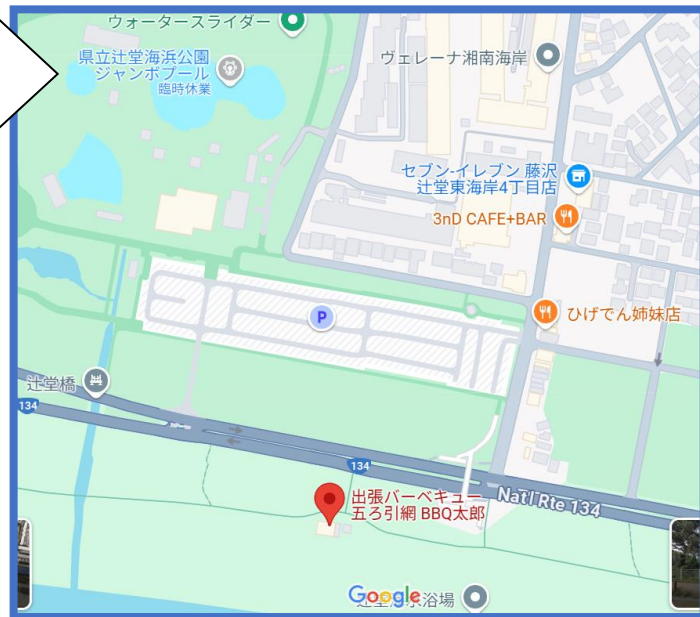 ウォータースライダー
県立辻堂海浜公園
ジャンボプール
臨時休業
ヴェレーナ湘南海岸
セブン-イレブン 藤沢
辻堂東海岸4丁目店
3nD CAFE+BAR
P
ひげでん姉妹店
辻堂橋
134
134
Nat'l Rte 134
出張バーベキュー
五ろ引網 BBQ太郎
Google
浴場